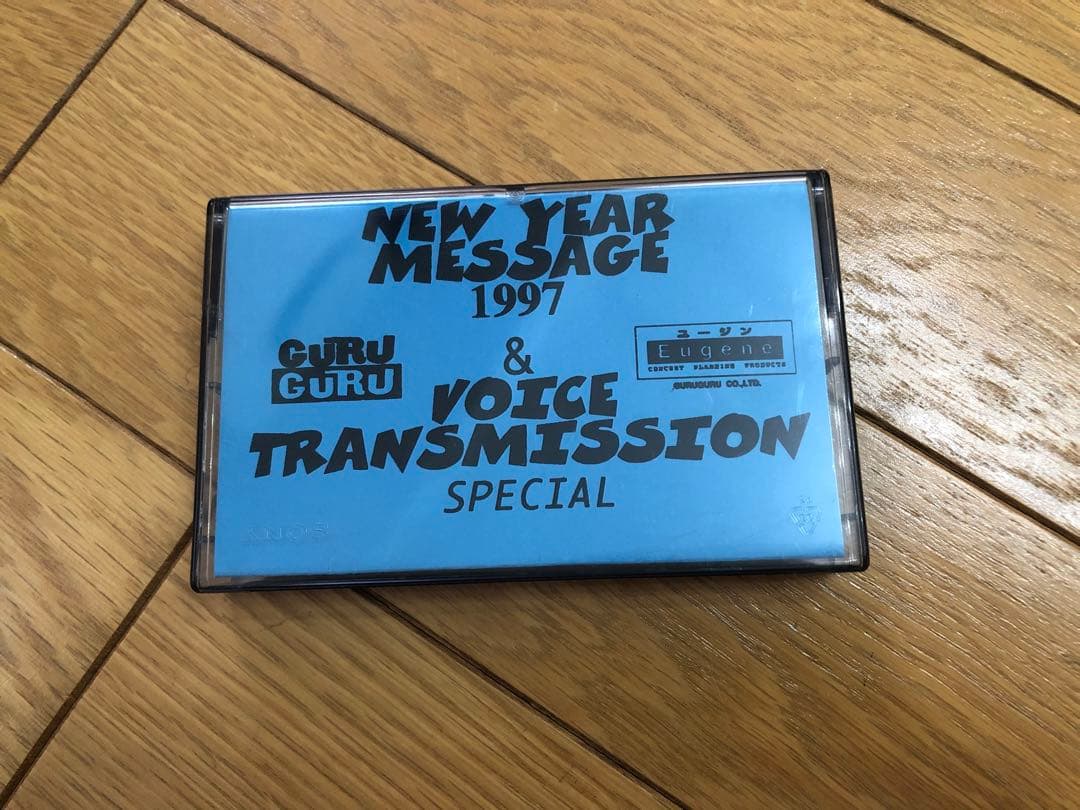 NEW YEAR
MESSAGE
1997
&
GURU
GURU
ユージン
Eugene
CONCERT PLANNING PRODUCTS
GURUGURU CO.,LTD.
VOICE
TRANSMISSION
SPECIAL